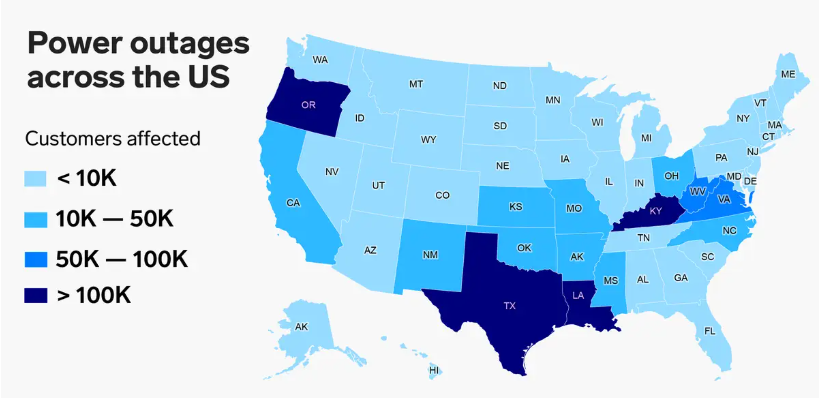 Power outages
across the US
Customers affected
< 10K
10K — 50K
50K — 100K
> 100K
WA
MT
ND
MN
ME
OR
ID
WY
SD
WI
MI
NY
VT
MA
CT
NV
UT
CO
NE
IA
IL
IN
OH
PA
NJ
MD
DE
WV
VA
CA
KS
MO
KY
AZ
NM
OK
AK
TN
NC
SC
TX
LA
MS
AL
GA
FL
AK
HI